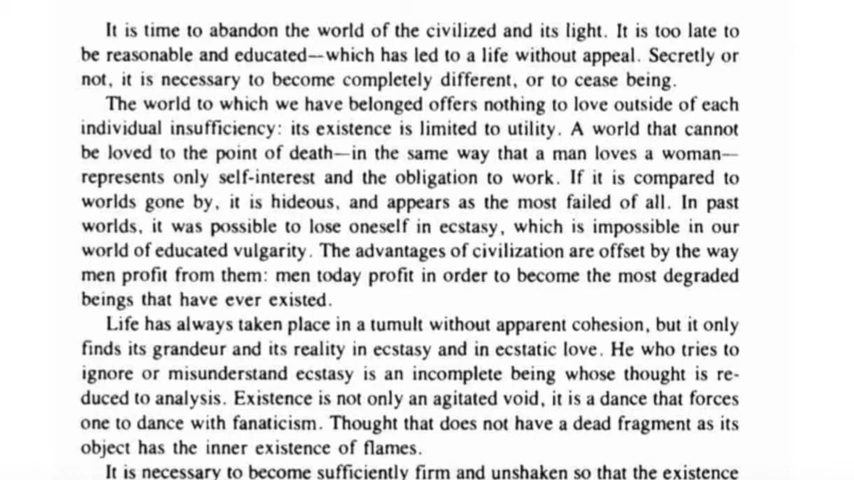 It is time to abandon the world of the civilized and its light. It is too late to
be reasonable and educated—which has led to a life without appeal. Secretly or
not, it is necessary to become completely different, or to cease being.
The world to which we have belonged offers nothing to love outside of each
individual insufficiency: its existence is limited to utility. A world that cannot
be loved to the point of death—in the same way that a man loves a woman—
represents only self-interest and the obligation to work. If it is compared to
worlds gone by, it is hideous, and appears as the most failed of all. In past
worlds, it was possible to lose oneself in ecstasy, which is impossible in our
world of educated vulgarity. The advantages of civilization are offset by the way
men profit from them: men today profit in order to become the most degraded
beings that have ever existed.
Life has always taken place in a tumult without apparent cohesion, but it only
finds its grandeur and its reality in ecstasy and in ecstatic love. He who tries to
ignore or misunderstand ecstasy is an incomplete being whose thought is re-
duced to analysis. Existence is not only an agitated void, it is a dance that forces
one to dance with fanaticism. Thought that does not have a dead fragment as its
object has the inner existence of flames.
It is necessary to become sufficiently firm and unshaken so that the existence